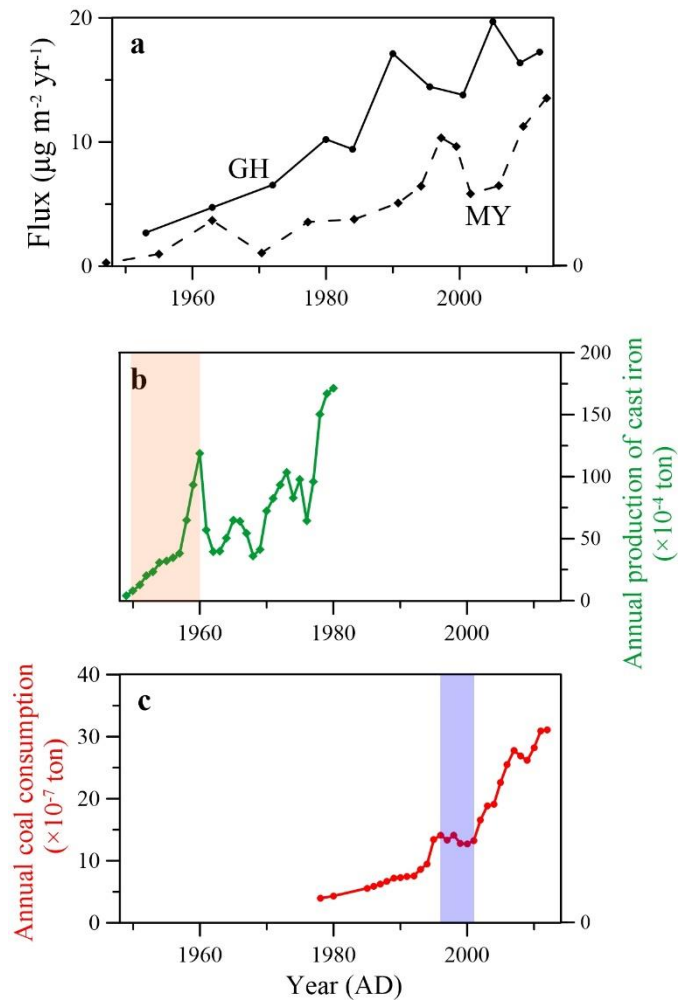 a
20
10
0
Flux (µg m⁻² yr⁻¹)
GH
MY
0
1960
1980
2000
b
200
150
100
50
0
Annual production of cast iron
(×10⁻⁴ ton)
1960
1980
2000
c
40
30
20
10
0
Annual coal consumption
(×10⁻⁷ ton)
0
1960
1980
2000
Year (AD)